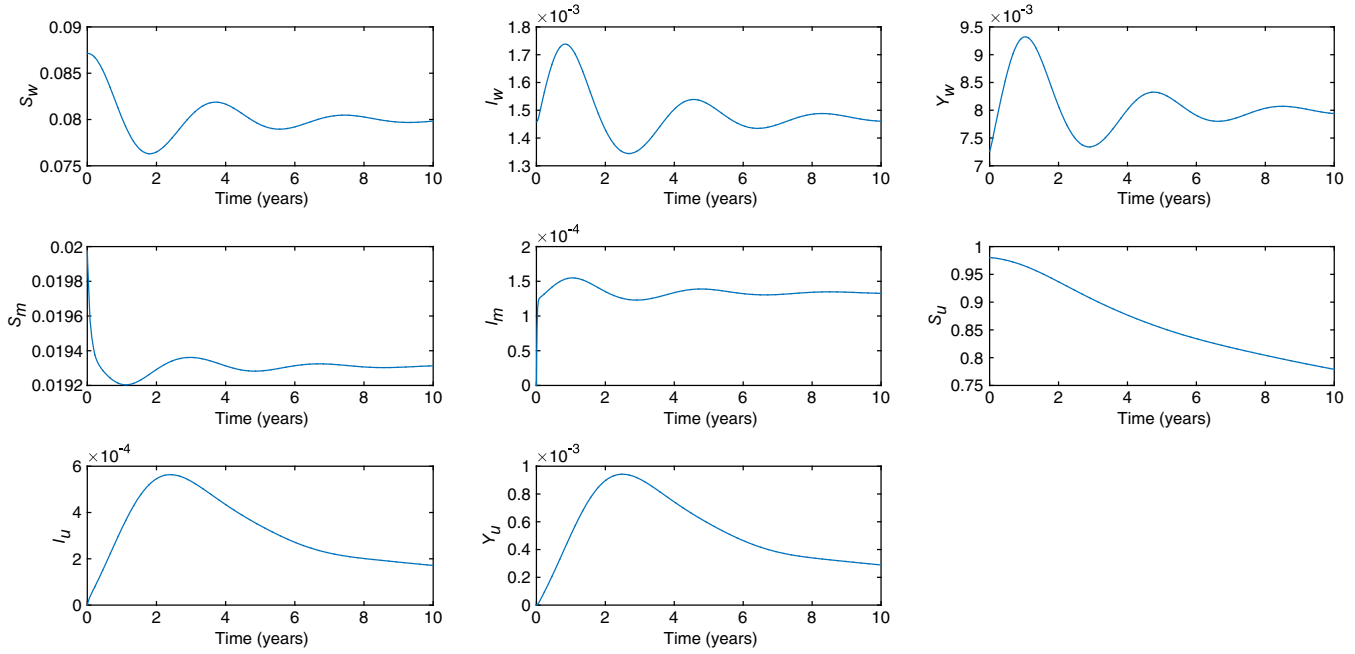 0.09
0.085
0.08
0.075
S_w
0 2 4 6 8 10
Time (years)
×10^-3
1.8
1.7
1.6
1.5
1.4
1.3
I_w
0 2 4 6 8 10
Time (years)
×10^-3
9.5
9
8.5
8
7.5
7
Y_w
0 2 4 6 8 10
Time (years)
0.02
0.0198
0.0196
0.0194
0.0192
S_m
0 2 4 6 8 10
Time (years)
×10^-4
2
1.5
1
0.5
0
I_m
0 2 4 6 8 10
Time (years)
1
0.95
0.9
0.85
0.8
0.75
S_u
0 2 4 6 8 10
Time (years)
×10^-4
6
4
2
0
I_u
0 2 4 6 8 10
Time (years)
×10^-3
1
0.8
0.6
0.4
0.2
0
Y_u
0 2 4 6 8 10
Time (years)